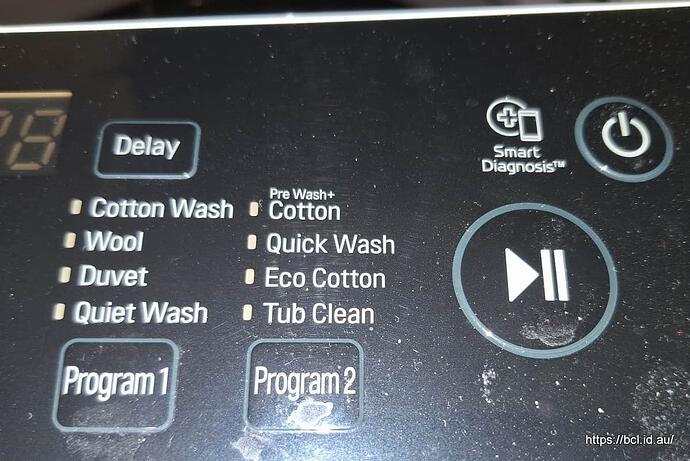 Delay
Smart
Diagnosis™
Cotton Wash
Wool
Duvet
Quiet Wash
Pre Wash+
Cotton
Quick Wash
Eco Cotton
Tub Clean
Program 1
Program 2
https://bcl.id.au/